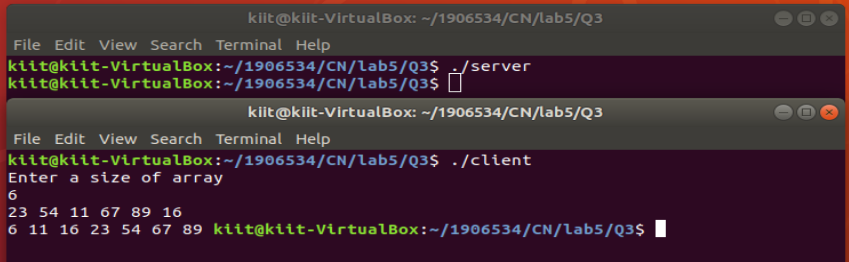 kiit@kiit-VirtualBox: ~/1906534/CN/lab5/Q3
File Edit View Search Terminal Help
kiit@kiit-VirtualBox:~/1906534/CN/lab5/Q3$ ./server
kiit@kiit-VirtualBox:~/1906534/CN/lab5/Q3$
kiit@kiit-VirtualBox: ~/1906534/CN/lab5/Q3
File Edit View Search Terminal Help
kiit@kiit-VirtualBox:~/1906534/CN/lab5/Q3$ ./client
Enter a size of array
6
23 54 11 67 89 16
6 11 16 23 54 67 89 kiit@kiit-VirtualBox:~/1906534/CN/lab5/Q3$